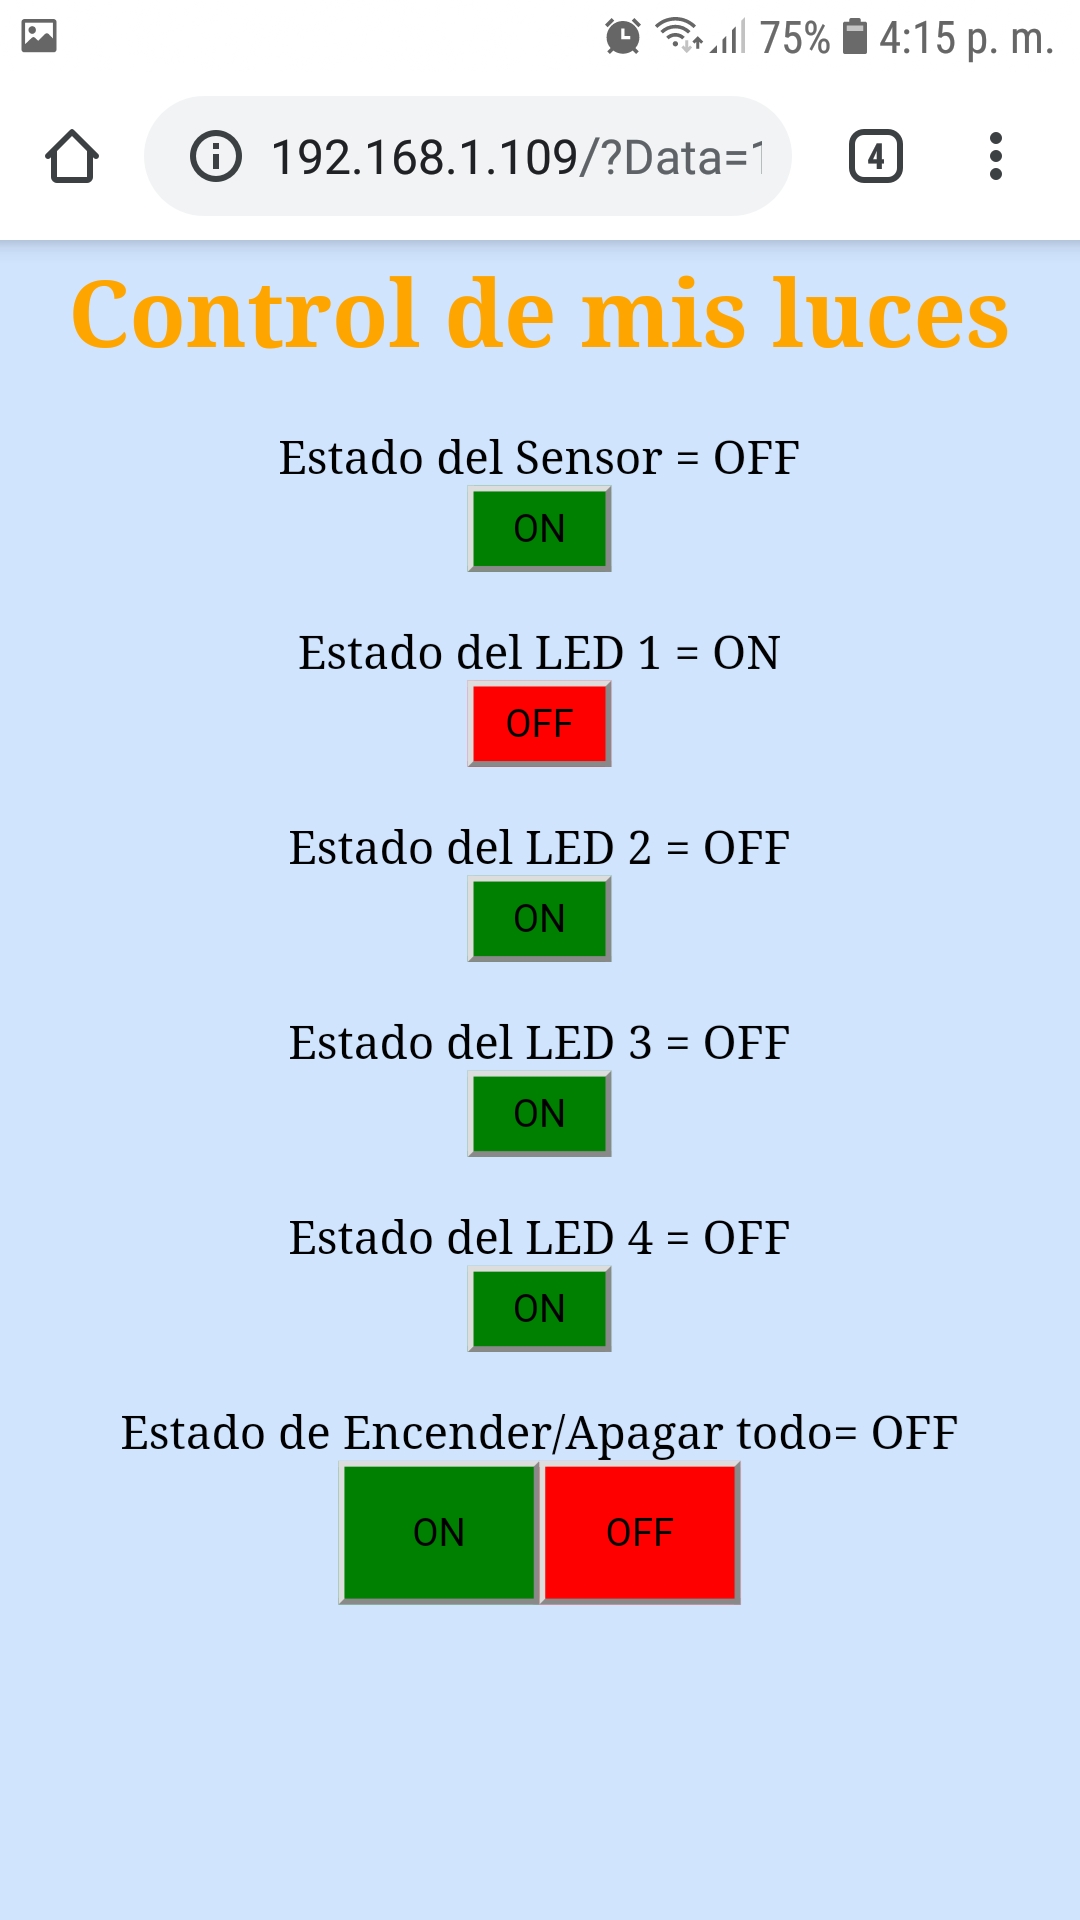 75% 4:15 p. m.
192.168.1.109/?Data=1
4
Control de mis luces
Estado del Sensor = OFF
ON
Estado del LED 1 = ON
OFF
Estado del LED 2 = OFF
ON
Estado del LED 3 = OFF
ON
Estado del LED 4 = OFF
ON
Estado de Encender/Apagar todo= OFF
ON OFF